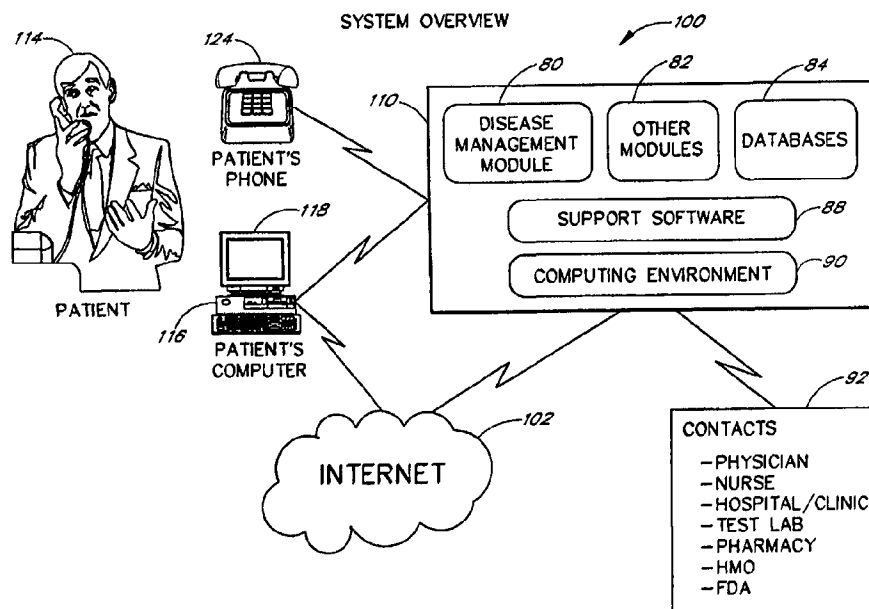 SYSTEM OVERVIEW
100
114
124
80
82
84
110
DISEASE
MANAGEMENT
MODULE
OTHER
MODULES
DATABASES
PATIENT'S
PHONE
SUPPORT SOFTWARE
88
118
COMPUTING ENVIRONMENT
90
PATIENT
116
PATIENT'S
COMPUTER
92
102
INTERNET
CONTACTS
-PHYSICIAN
-NURSE
-HOSPITAL/CLINIC
-TEST LAB
-PHARMACY
-HMO
-FDA